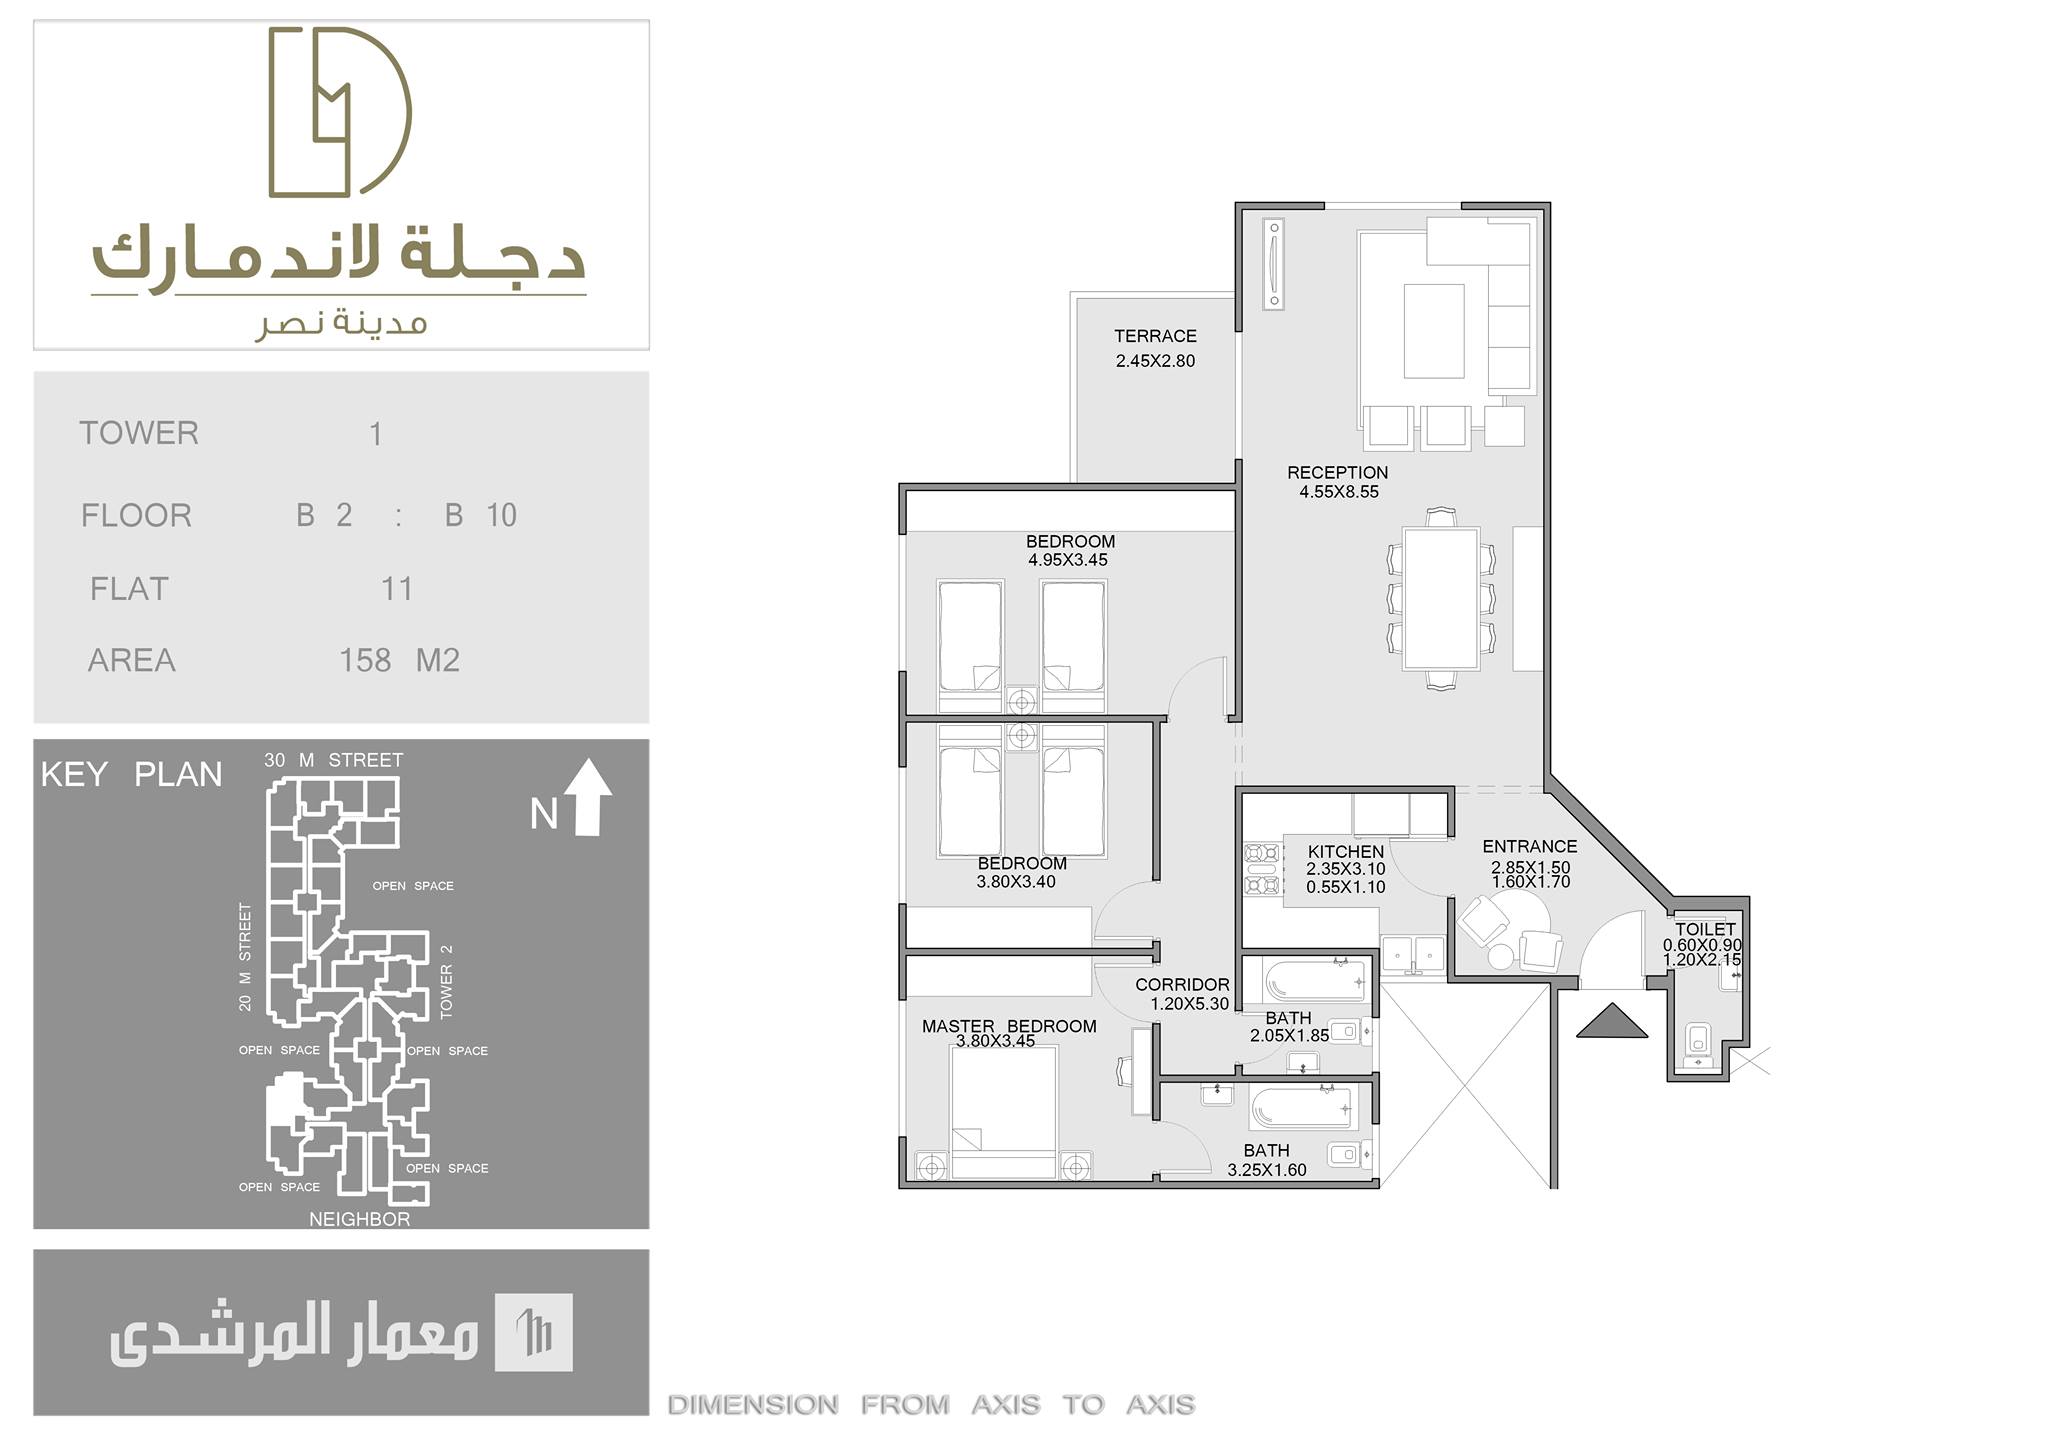 دجلة لاندمارك
مدينة نصر
TOWER 1
FLOOR B 2 : B 10
FLAT 11
AREA 158 M2
KEY PLAN
30 M STREET
N
OPEN SPACE
20 M STREET
TOWER 2
OPEN SPACE
OPEN SPACE
OPEN SPACE
OPEN SPACE
NEIGHBOR
معمار المرشدى
TERRACE
2.45X2.80
RECEPTION
4.55X8.55
BEDROOM
4.95X3.45
BEDROOM
3.80X3.40
KITCHEN
2.35X3.10
0.55X1.10
ENTRANCE
2.85X1.50
1.60X1.70
TOILET
0.60X0.90
1.20X2.15
CORRIDOR
1.20X5.30
MASTER BEDROOM
3.80X3.45
BATH
2.05X1.85
BATH
3.25X1.60
DIMENSION FROM AXIS TO AXIS